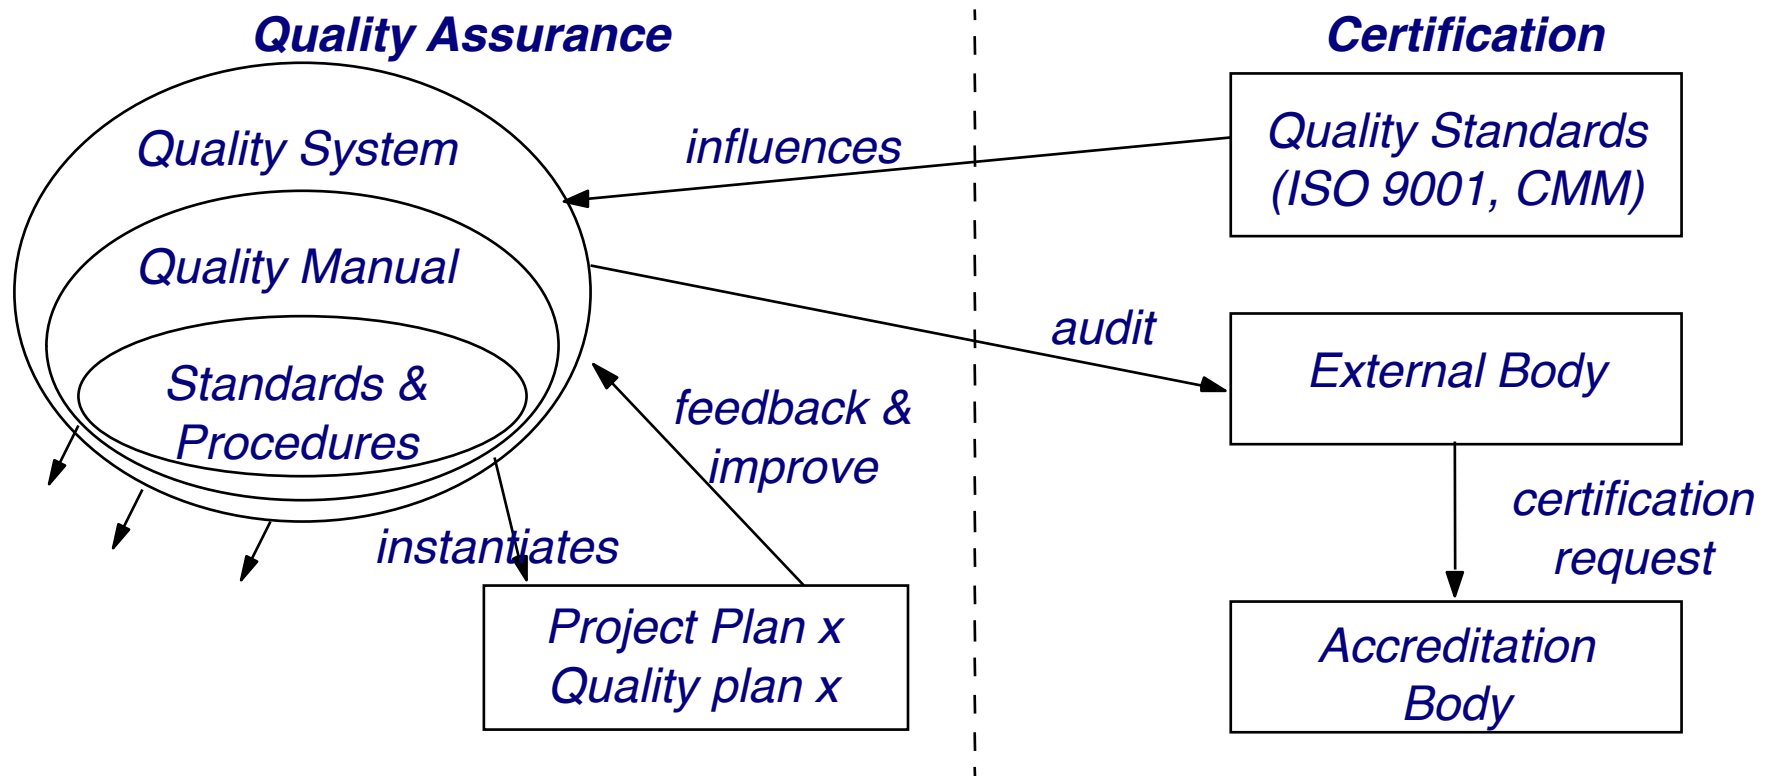 Quality Assurance
Certification
Quality System
influences
Quality Standards
(ISO 9001, CMM)
Quality Manual
audit
External Body
Standards &
Procedures
feedback &
improve
instantiates
certification
request
Project Plan x
Quality plan x
Accreditation
Body